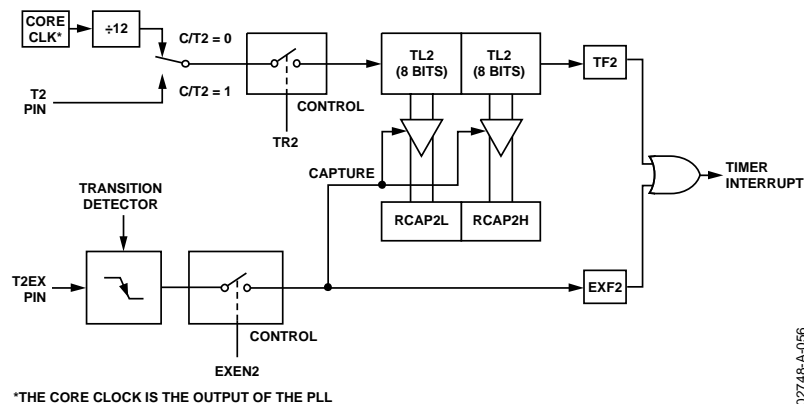 CORE
CLK*
÷12
C/T2 = 0
T2
PIN
C/T2 = 1
CONTROL
TR2
TL2
(8 BITS)
TL2
(8 BITS)
TF2
CAPTURE
TIMER
INTERRUPT
TRANSITION
DETECTOR
RCAP2L
RCAP2H
T2EX
PIN
CONTROL
EXEN2
EXF2
*THE CORE CLOCK IS THE OUTPUT OF THE PLL
02748-A-056